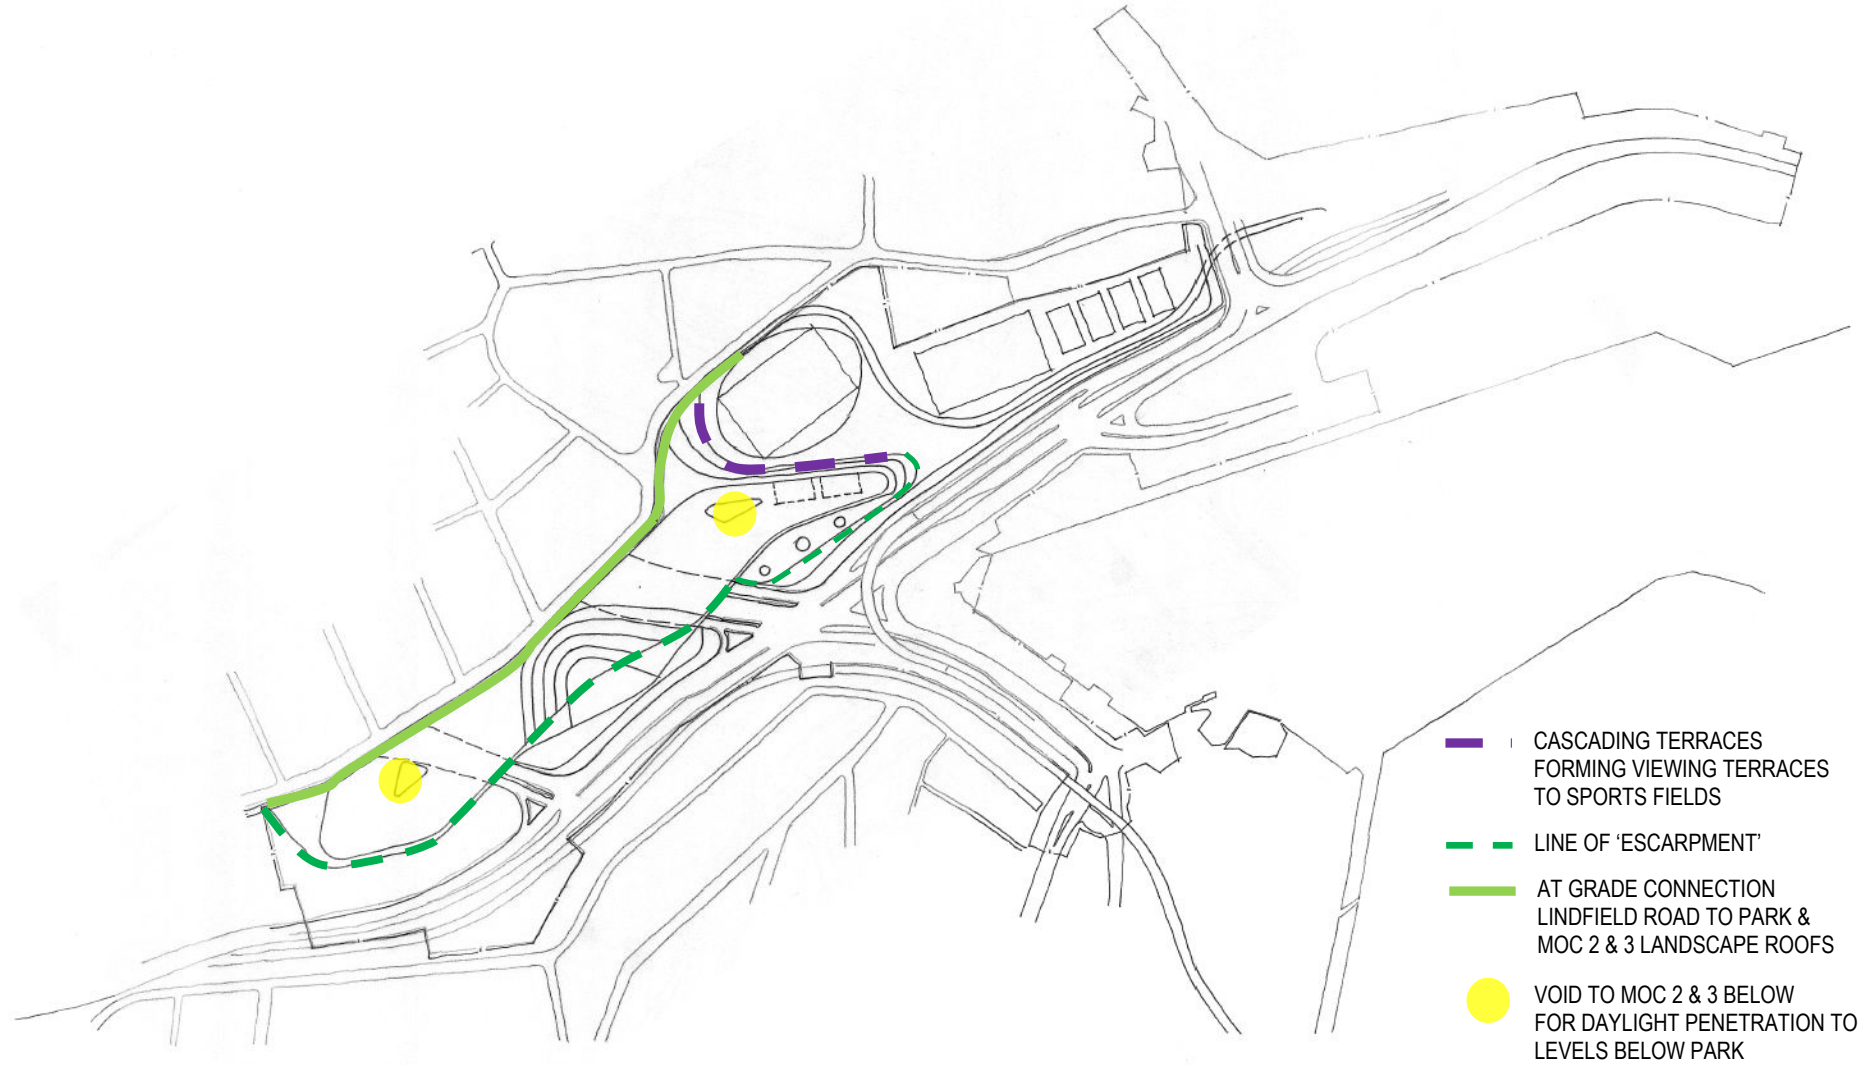 CASCADING TERRACES
FORMING VIEWING TERRACES
TO SPORTS FIELDS
LINE OF ‘ESCARPMENT’
AT GRADE CONNECTION
LINDFIELD ROAD TO PARK &
MOC 2 & 3 LANDSCAPE ROOFS
VOID TO MOC 2 & 3 BELOW
FOR DAYLIGHT PENETRATION TO
LEVELS BELOW PARK